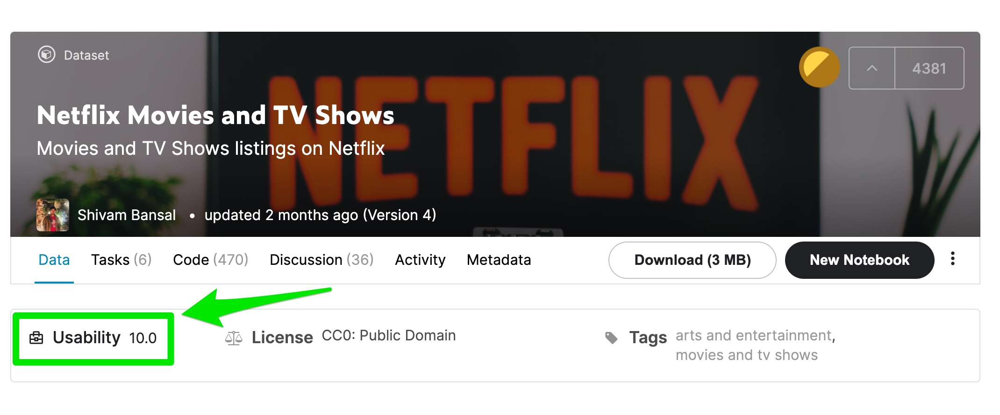 Dataset
4381
NETFLIX
Netflix Movies and TV Shows
Movies and TV Shows listings on Netflix
Shivam Bansal • updated 2 months ago (Version 4)
Data Tasks (6) Code (470) Discussion (36) Activity Metadata Download (3 MB) New Notebook
Usability 10.0 License CC0: Public Domain Tags arts and entertainment,
movies and tv shows